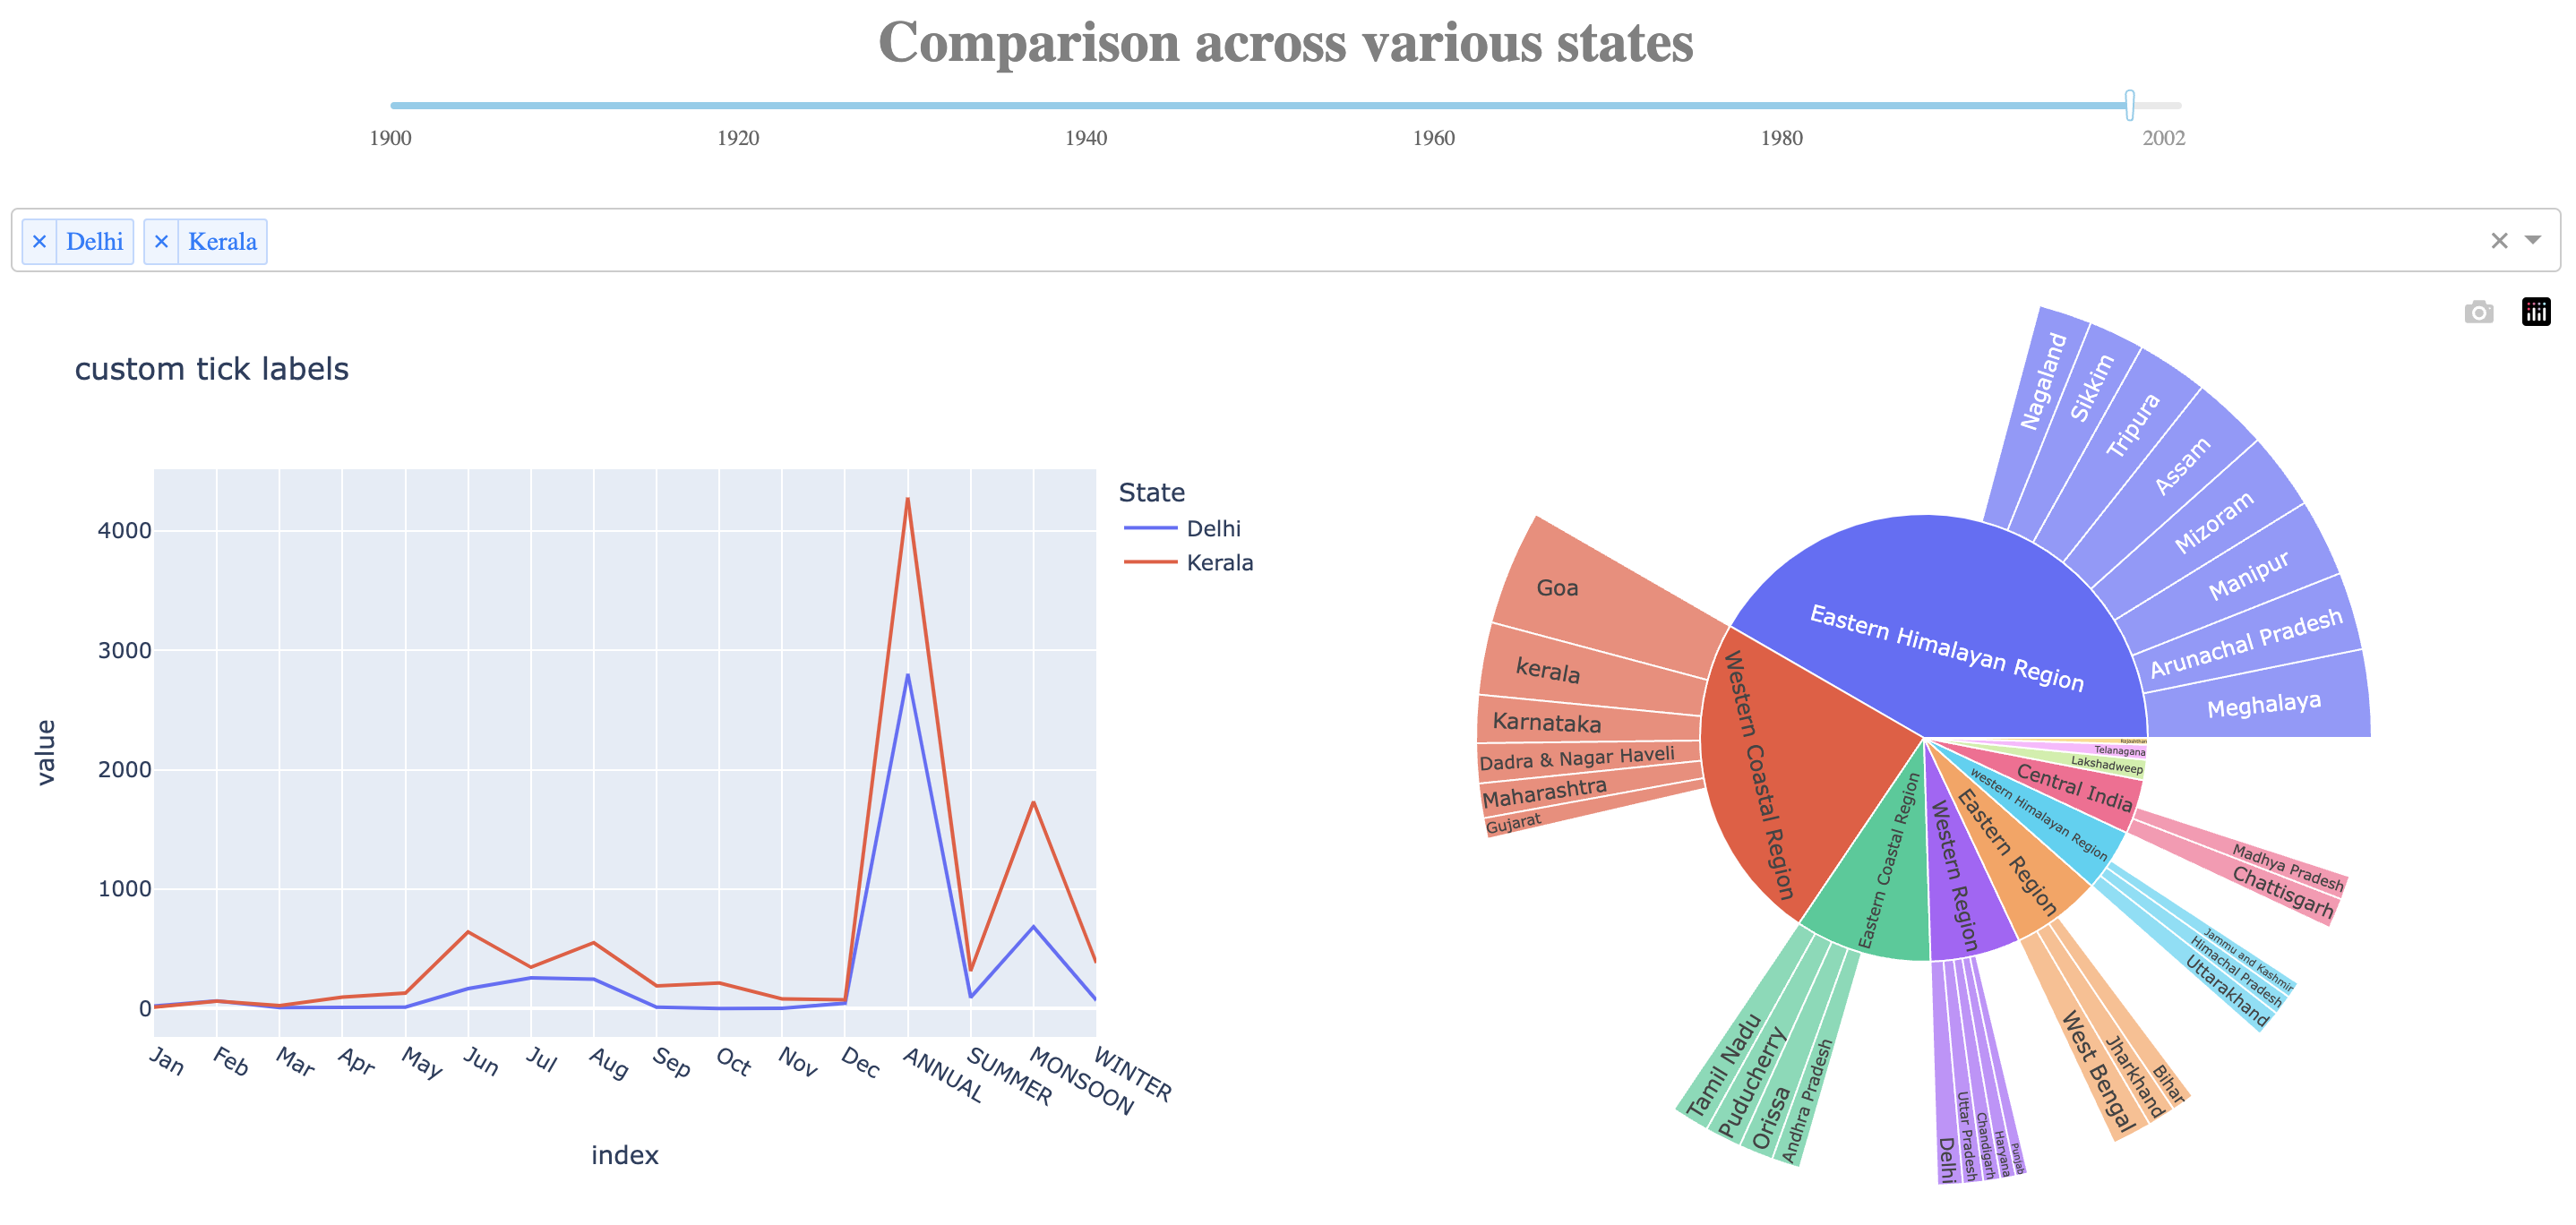 Comparison across various states
1900
1920
1940
1960
1980
2002
× Delhi
× Kerala
custom tick labels
value
4000
3000
2000
1000
0
Jan
Feb
Mar
Apr
May
Jun
Jul
Aug
Sep
Oct
Nov
Dec
ANNUAL
SUMMER
MONSOON
WINTER
index
State
Delhi
Kerala
Eastern Himalayan Region
Nagaland
Sikkim
Tripura
Assam
Mizoram
Manipur
Arunachal Pradesh
Meghalaya
Western Coastal Region
Goa
kerala
Karnataka
Dadra & Nagar Haveli
Maharashtra
Gujarat
Eastern Coastal Region
Tamil Nadu
Puducherry
Orissa
Andhra Pradesh
Western Region
Delhi
Uttar Pradesh
Chandigarh
Haryana
Punjab
Eastern Region
West Bengal
Jharkhand
Bihar
western Himalayan Region
Uttarakhand
Himachal Pradesh
Jammu and Kashmir
Central India
Chattisgarh
Madhya Pradesh
Lakshadweep
Telanagana